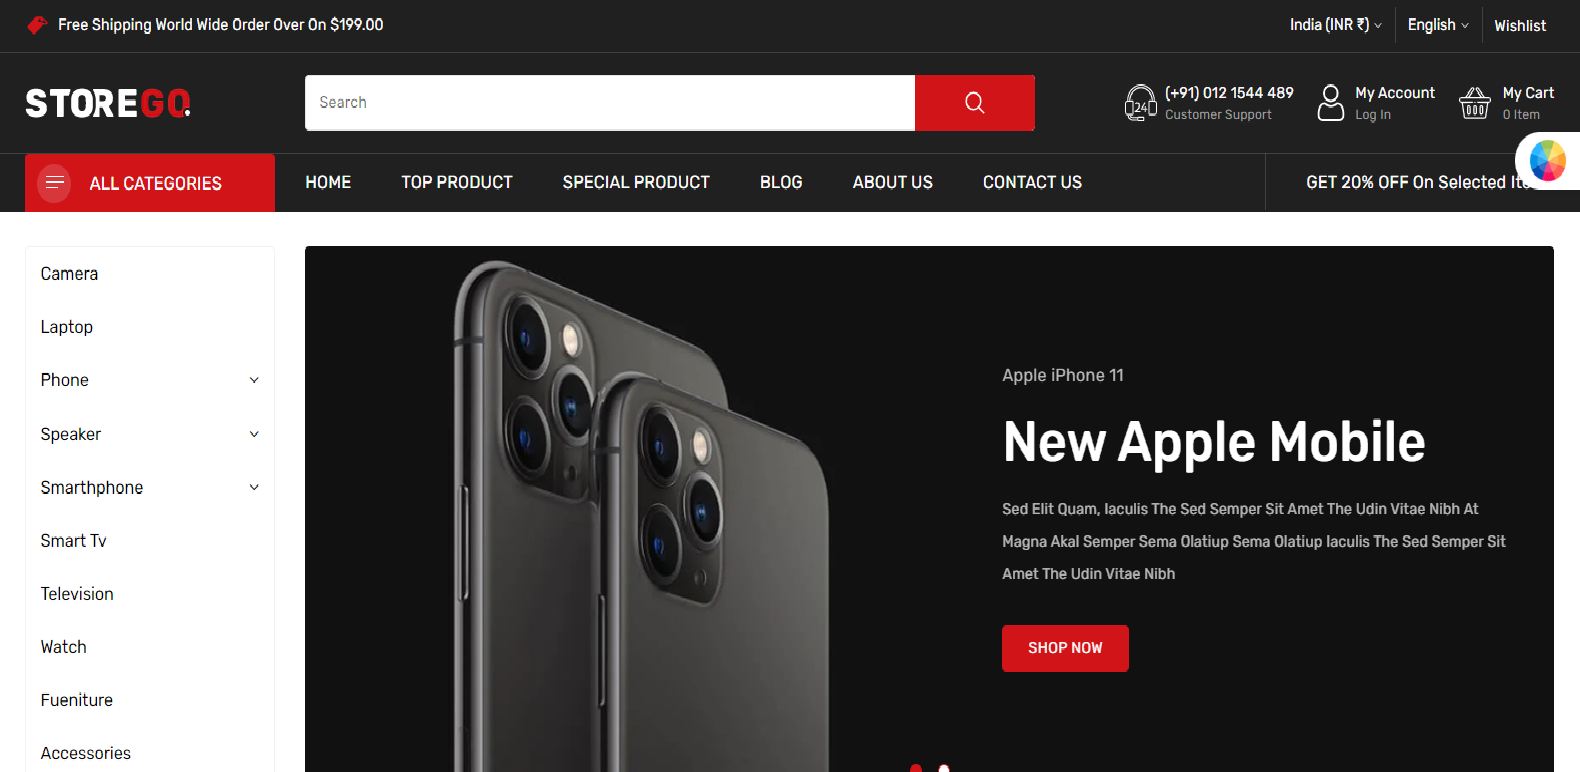 Free Shipping World Wide Order Over On $199.00
India (INR ₹)
English
Wishlist
STOREGO.
Search
24
(+91) 012 1544 489
Customer Support
My Account
Log In
My Cart
0 Item
ALL CATEGORIES
HOME
TOP PRODUCT
SPECIAL PRODUCT
BLOG
ABOUT US
CONTACT US
GET 20% OFF On Selected
Camera
Laptop
Phone
Speaker
Smarthphone
Smart Tv
Television
Watch
Fueniture
Accessories
Apple iPhone 11
New Apple Mobile
Sed Elit Quam, Iaculis The Sed Semper Sit Amet The Udin Vitae Nibh At
Magna Akal Semper Sema Olatiup Sema Olatiup Iaculis The Sed Semper Sit
Amet The Udin Vitae Nibh
SHOP NOW